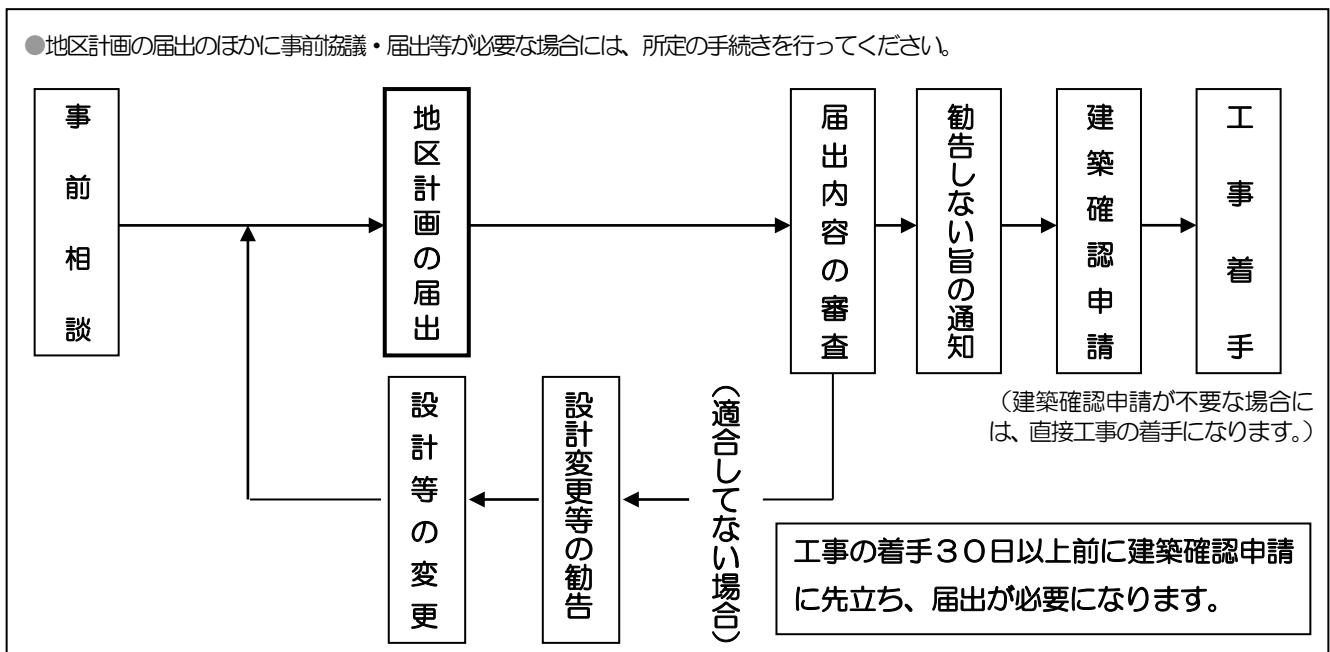 ●地区計画の届出のほかに事前協議・届出等が必要な場合には、所定の手続きを行ってください。
事前相談
地区計画の届出
届出内容の審査
勧告しない旨の通知
建築確認申請
工事着手
（建築確認申請が不要な場合に
は、直接工事の着手になります。）
（適合してない場合）
設計変更等の勧告
設計等の変更
工事の着手３０日以上前に建築確認申請
に先立ち、届出が必要になります。